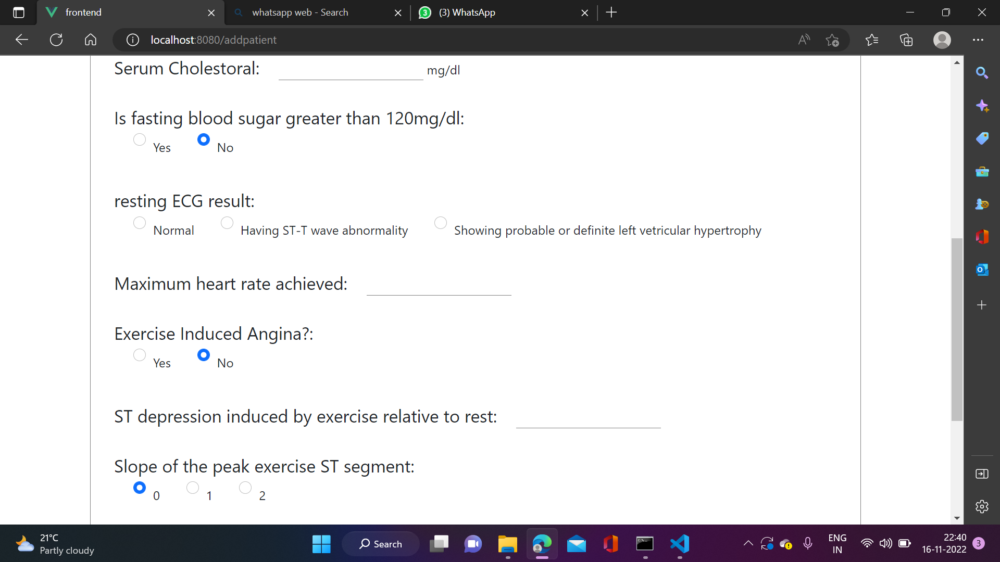 frontend
whatsapp web - Search
3
(3) WhatsApp
localhost:8080/addpatient
Serum Cholestoral:
mg/dl
Is fasting blood sugar greater than 120mg/dl:
Yes No
resting ECG result:
Normal Having ST-T wave abnormality Showing probable or definite left vetricular hypertrophy
Maximum heart rate achieved:
Exercise Induced Angina?:
Yes No
ST depression induced by exercise relative to rest:
Slope of the peak exercise ST segment:
0 1 2
21°C
Partly cloudy
Search
ENG
IN
22:40
16-11-2022
3